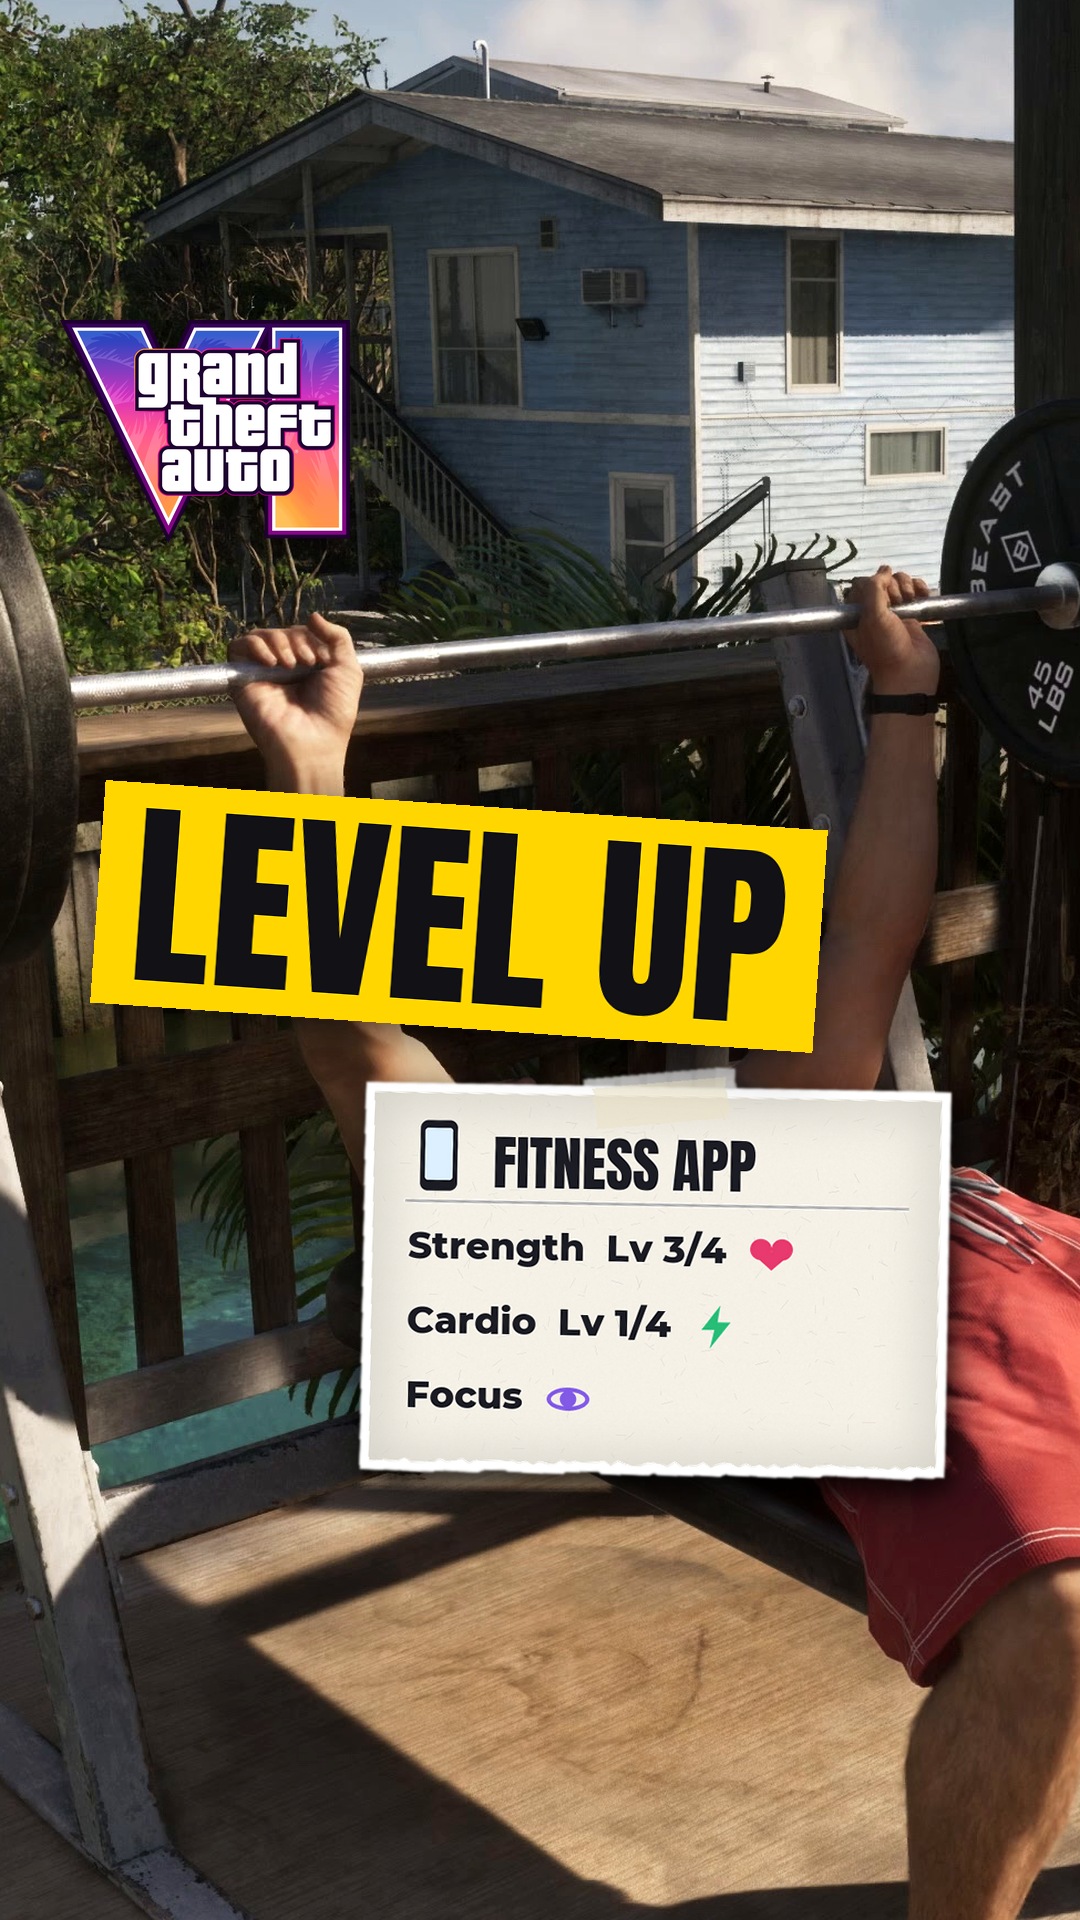 grand
theft
auto
VI
BEAST
B
45
LBS
LEVEL UP
FITNESS APP
Strength Lv 3/4
Cardio Lv 1/4
Focus